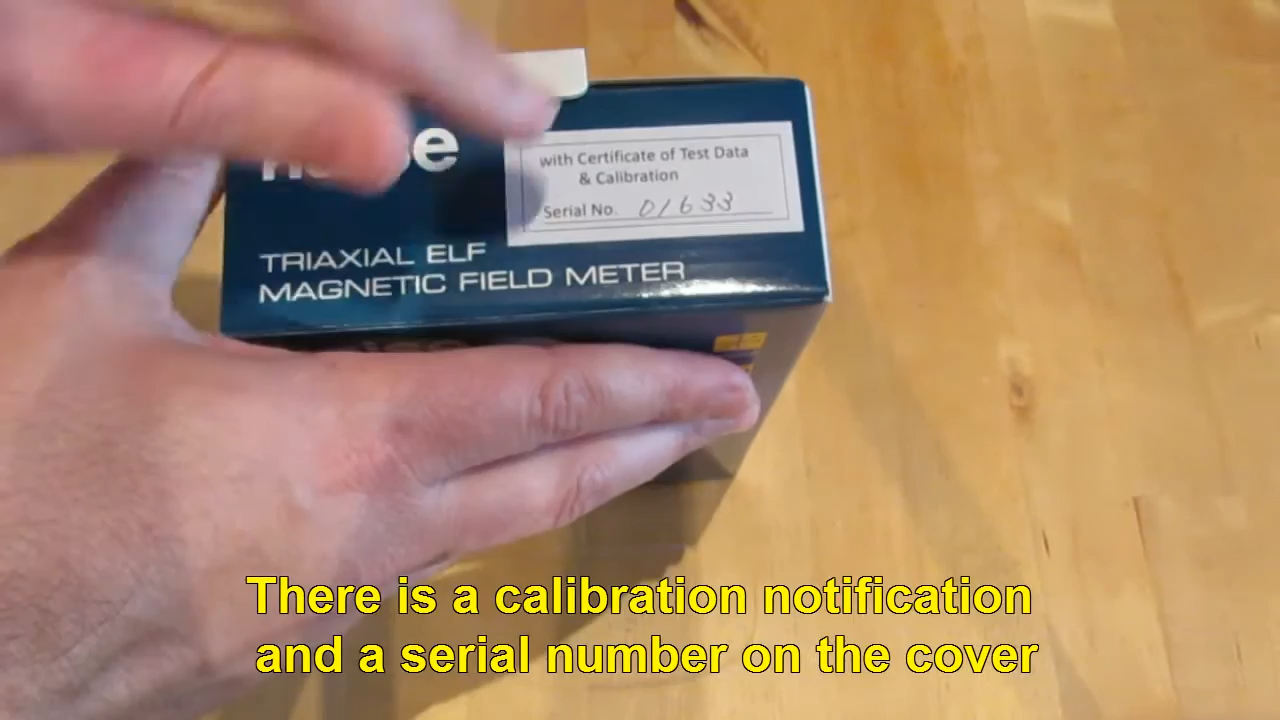 with Certificate of Test Data
& Calibration
Serial No. 01633
TRIAXIAL ELF
MAGNETIC FIELD METER
There is a calibration notification
and a serial number on the cover